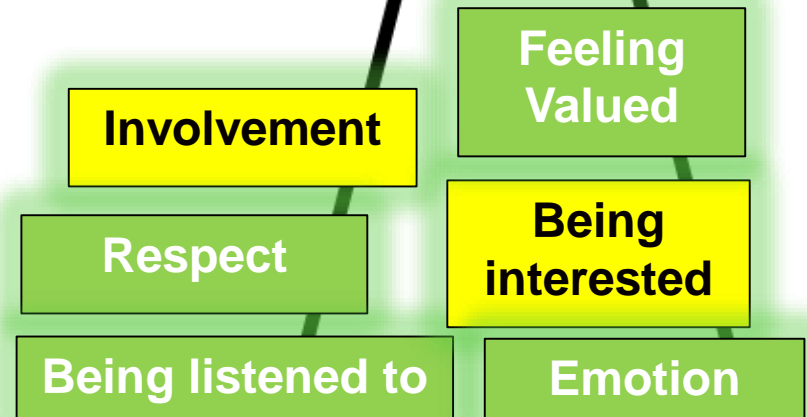 Feeling
Valued
Involvement
Being
interested
Respect
Being listened to
Emotion